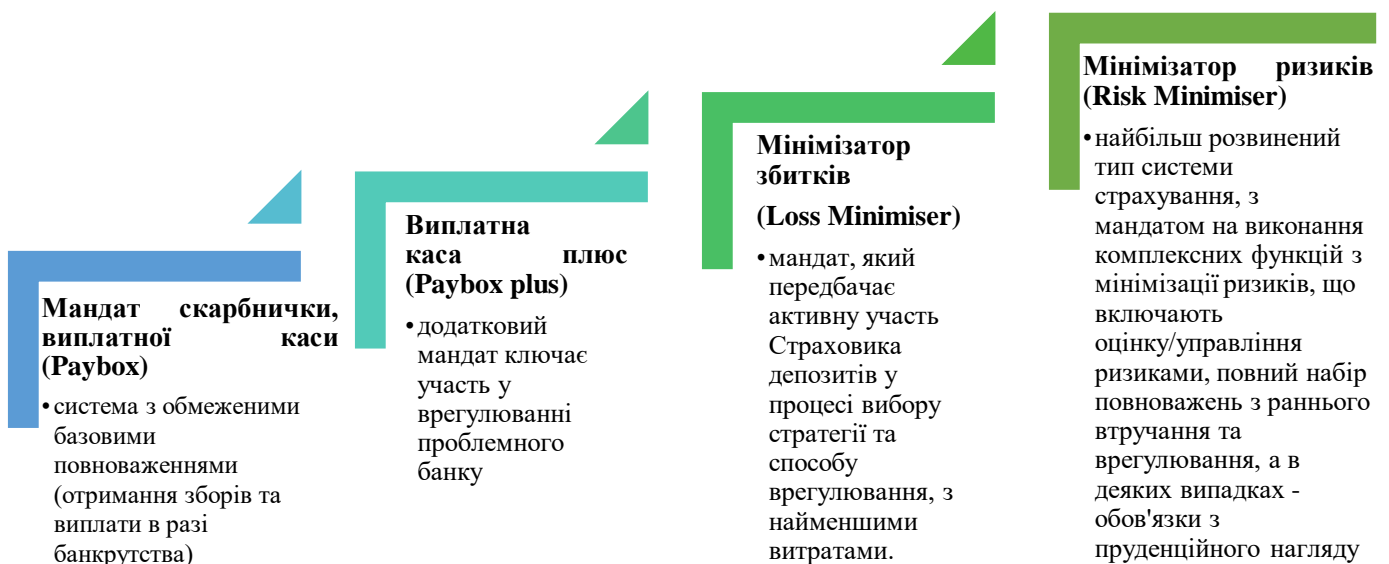 Мандат скарбнички,
виплатної каси
(Paybox)
•система з обмеженими
базовими
повноваженнями
(отримання зборів та
виплати в разі
банкрутства)
Виплатна
каса плюс
(Paybox plus)
•додатковий
мандат ключає
участь у
врегулюванні
проблемного
банку
Мінімізатор
збитків
(Loss Minimiser)
•мандат, який
передбачає
активну участь
Страховика
депозитів у
процесі вибору
стратегії та
способу
врегулювання, з
найменшими
витратами.
Мінімізатор ризиків
(Risk Minimiser)
•найбільш розвинений
тип системи
страхування, з
мандатом на виконання
комплексних функцій з
мінімізації ризиків, що
включають
оцінку/управління
ризиками, повний набір
повноважень з раннього
втручання та
врегулювання, а в
деяких випадках -
обов'язки з
пруденційного нагляду